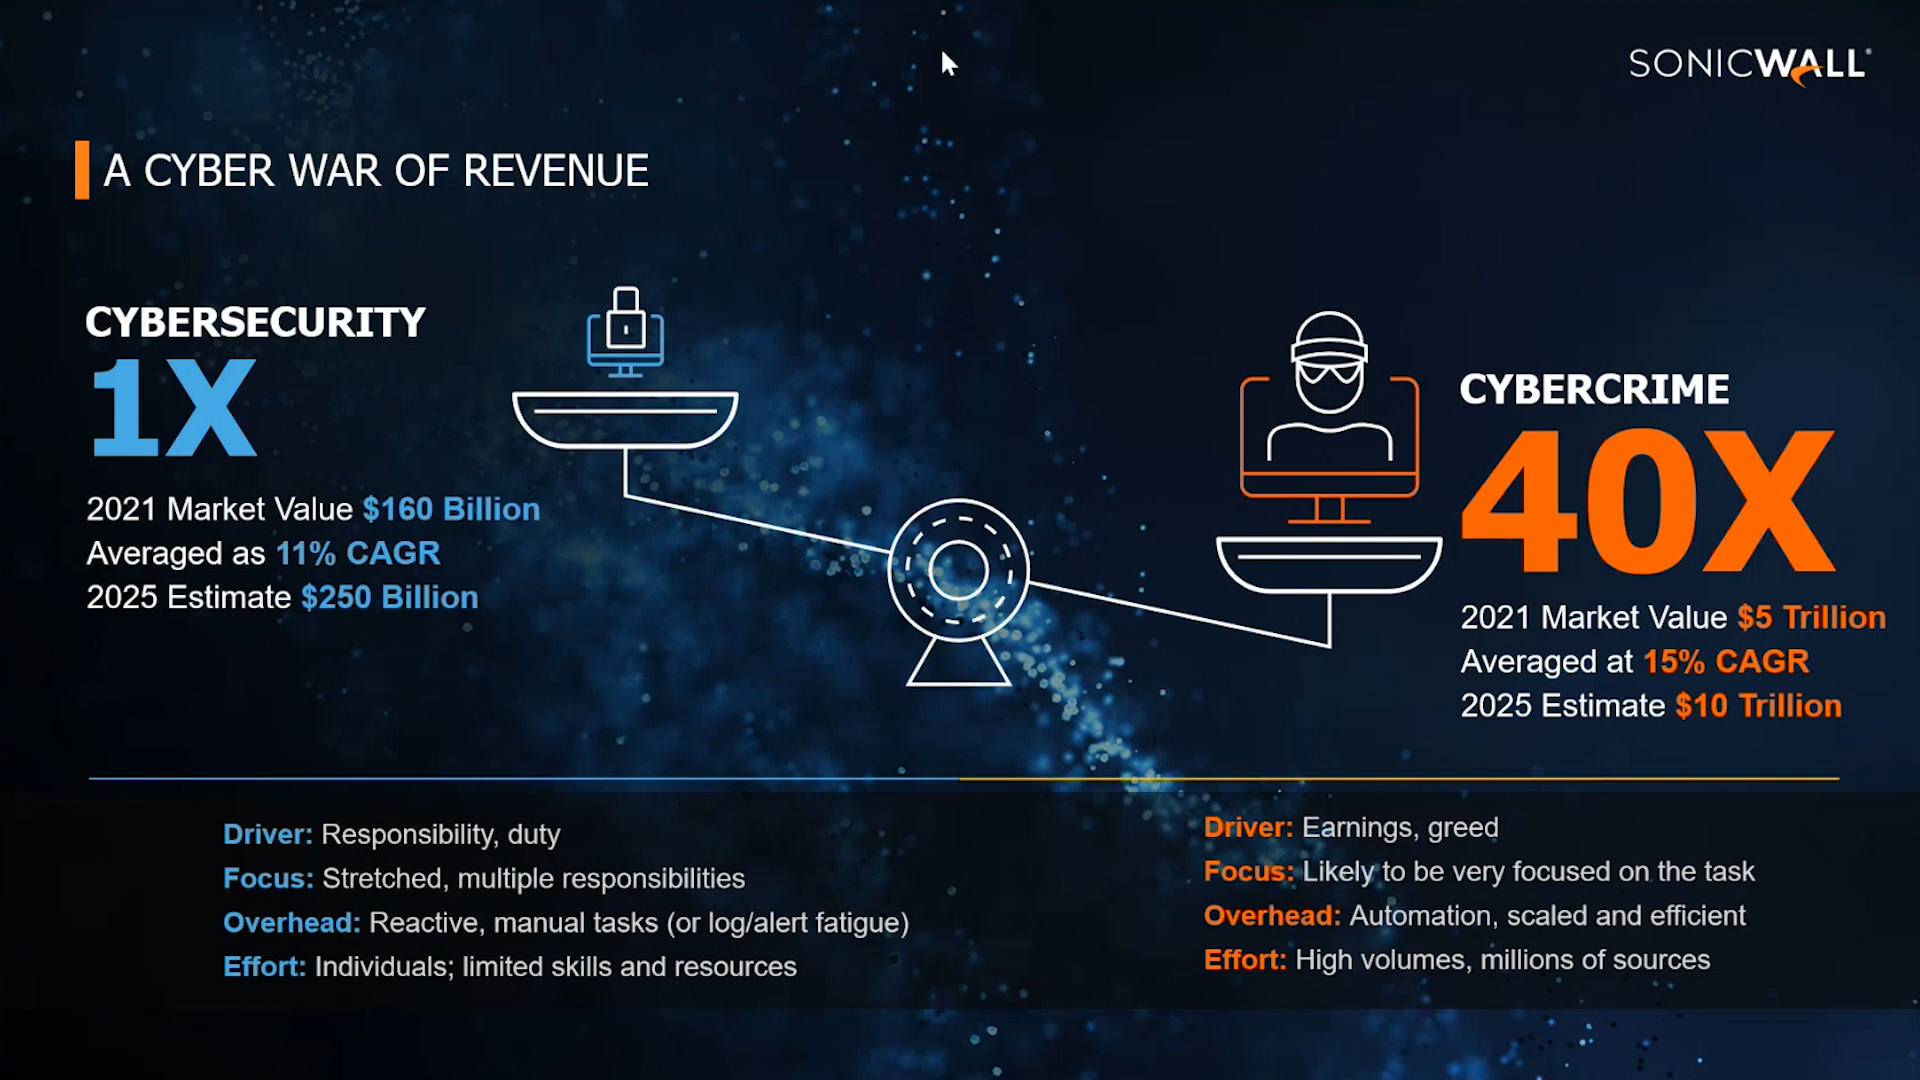 SONICWALL®
A CYBER WAR OF REVENUE
CYBERSECURITY
1X
2021 Market Value $160 Billion
Averaged as 11% CAGR
2025 Estimate $250 Billion
CYBERCRIME
40X
2021 Market Value $5 Trillion
Averaged at 15% CAGR
2025 Estimate $10 Trillion
Driver: Responsibility, duty
Focus: Stretched, multiple responsibilities
Overhead: Reactive, manual tasks (or log/alert fatigue)
Effort: Individuals; limited skills and resources
Driver: Earnings, greed
Focus: Likely to be very focused on the task
Overhead: Automation, scaled and efficient
Effort: High volumes, millions of sources